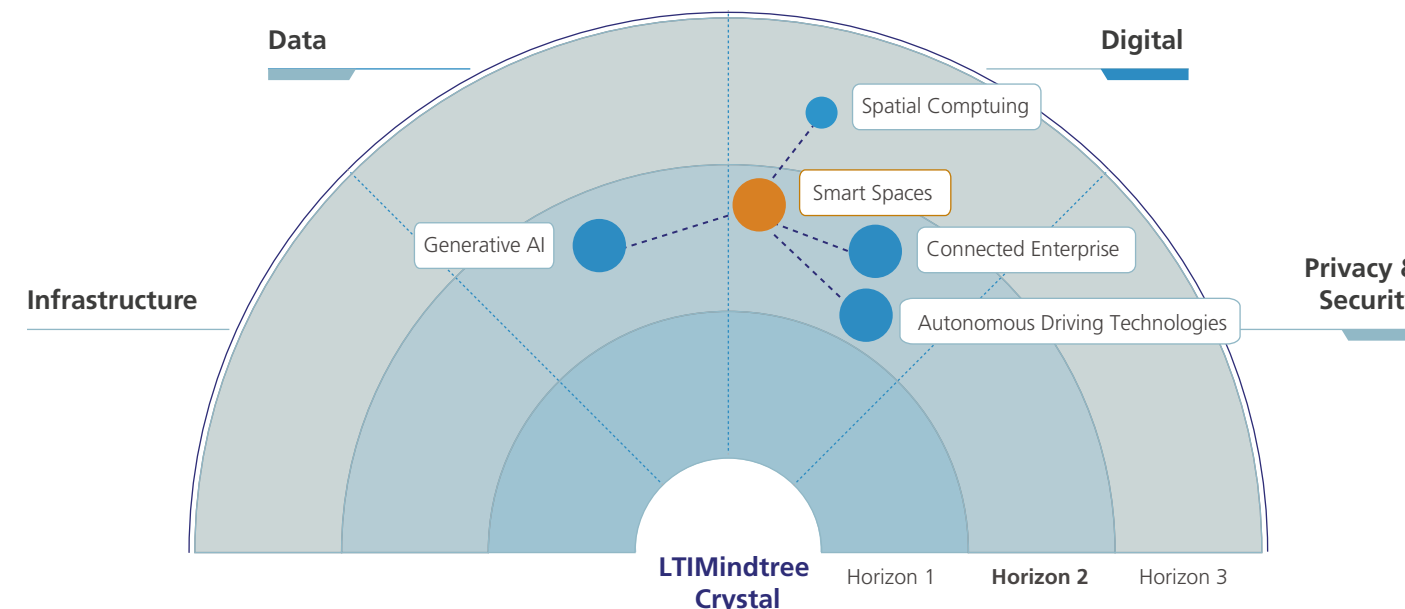 Data
Digital
Spatial Comptuing
Smart Spaces
Generative AI
Connected Enterprise
Infrastructure
Privacy &
Securit
Autonomous Driving Technologies
LTIMindtree
Crystal
Horizon 1
Horizon 2
Horizon 3